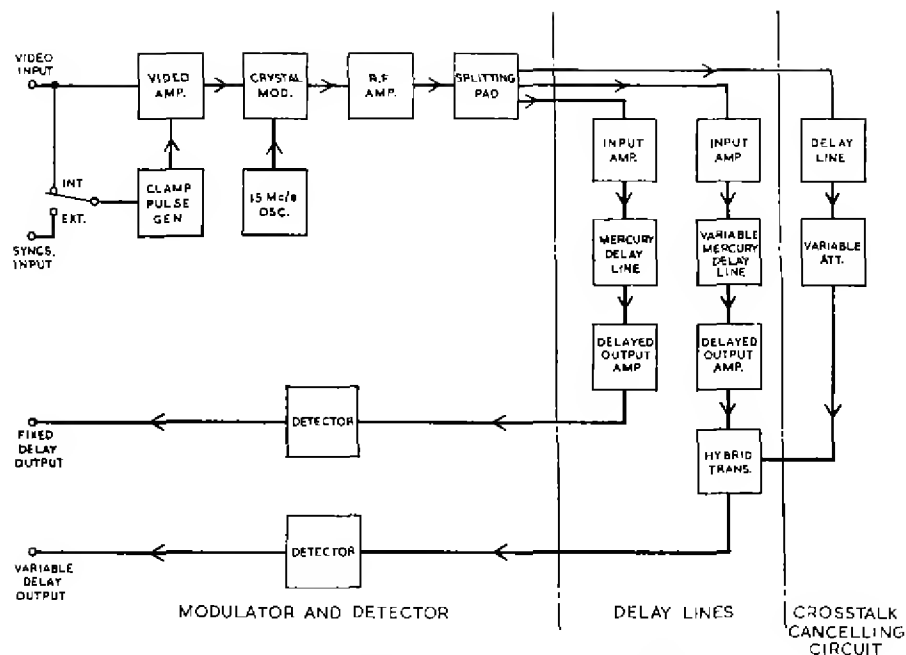 VIDEO
INPUT
VIDEO
AMP.
CRYSTAL
MOD.
R.F
AMP.
SPLITTING
PAD
INPUT
AMP.
INPUT
AMP
DELAY
LINE
INT
EXT.
CLAMP
PULSE
GEN
15 Mc/s
OSC.
SYNCS.
INPUT
MERCURY
DELAY
LINE
VARIABLE
MERCURY
DELAY
LINE
VARIABLE
ATT.
DELAYED
OUTPUT
AMP
DELAYED
OUTPUT
AMP.
FIXED
DELAY
OUTPUT
DETECTOR
HYBRID
TRANS.
VARIABLE
DELAY
OUTPUT
DETECTOR
MODULATOR AND DETECTOR
DELAY LINES
CROSSTALK
CANCELLING
CIRCUIT